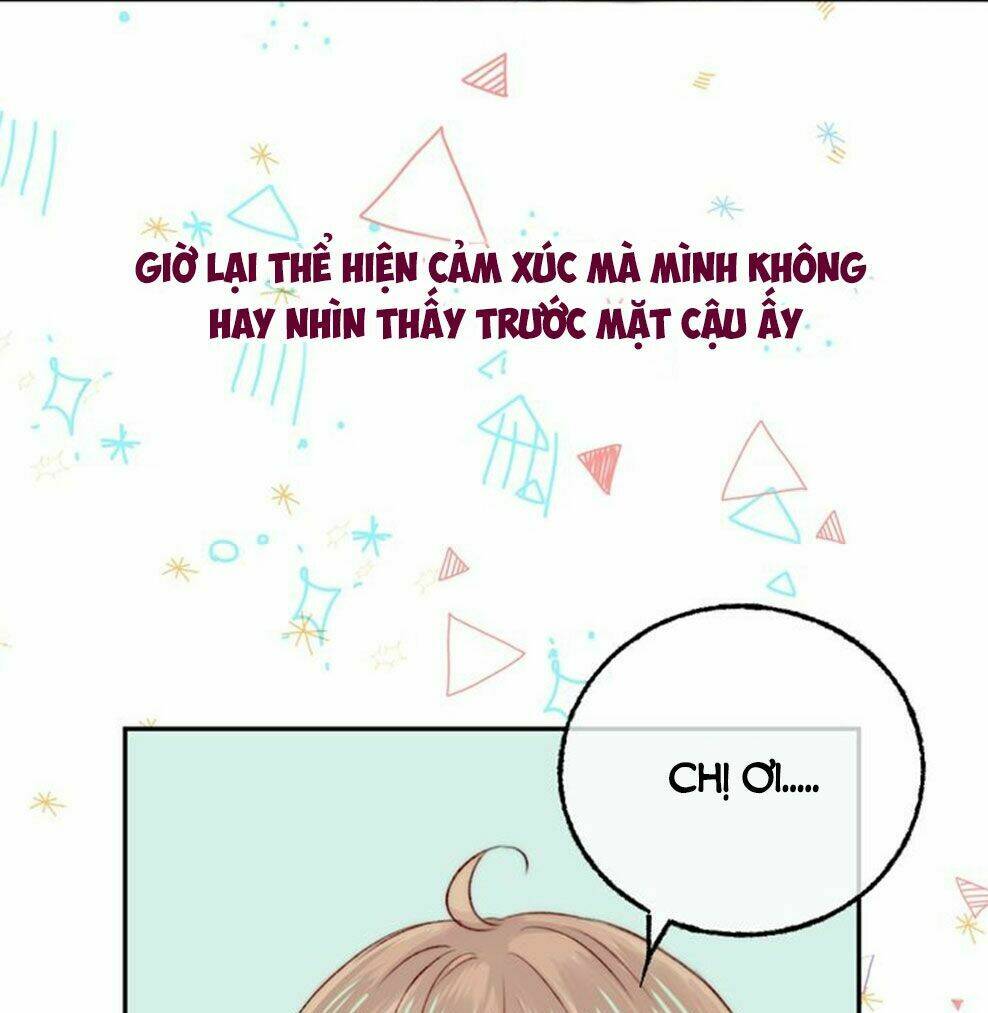 GIỜ LẠI THỂ HIỆN CẢM XÚC MÀ MÌNH KHÔNG
HAY NHÌN THẤY TRƯỚC MẶT CẬU ẤY
CHỊ ƠI.....